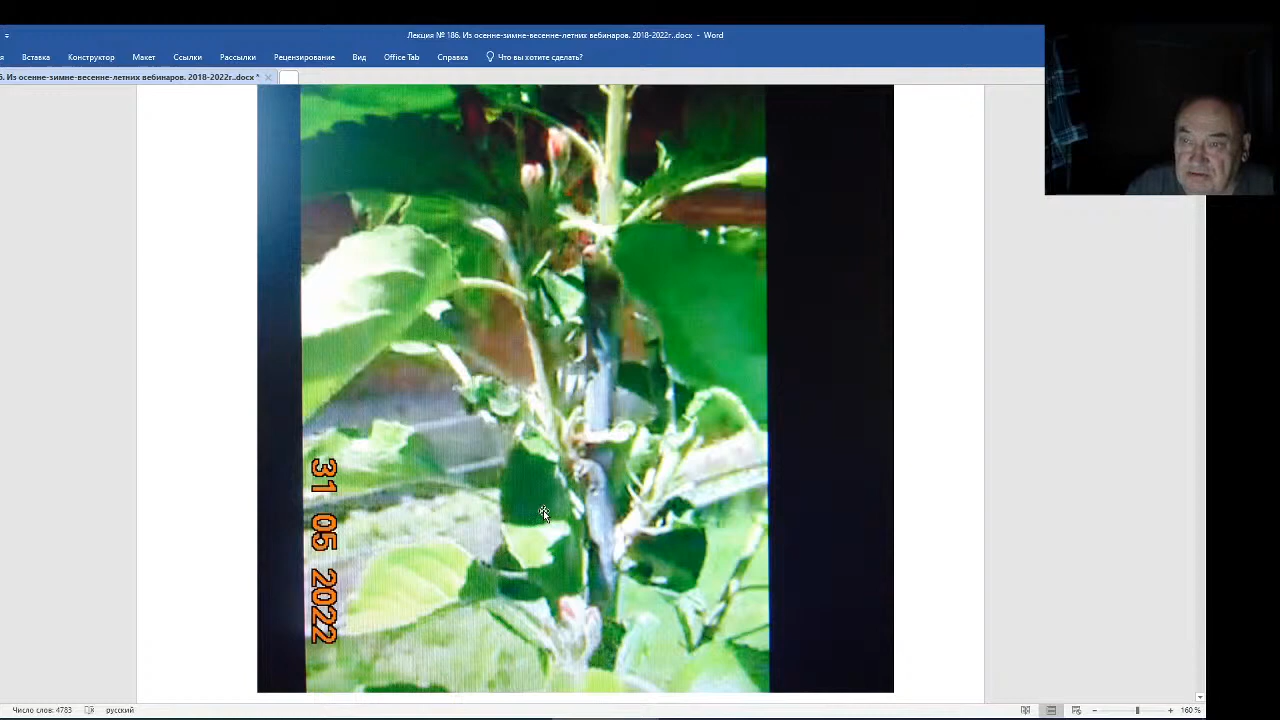 Лекция № 186. Из осенне-зимне-весенне-летних вебинаров. 2018-2022г..docx - Word
я Вставка Конструктор Макет Ссылки Рассылки Рецензирование Вид Office Tab Справка Что вы хотите сделать?
6. Из осенне-зимне-весенне-летних вебинаров. 2018-2022г..docx *
31 05 2022
Число слов: 4783 русский 160 %